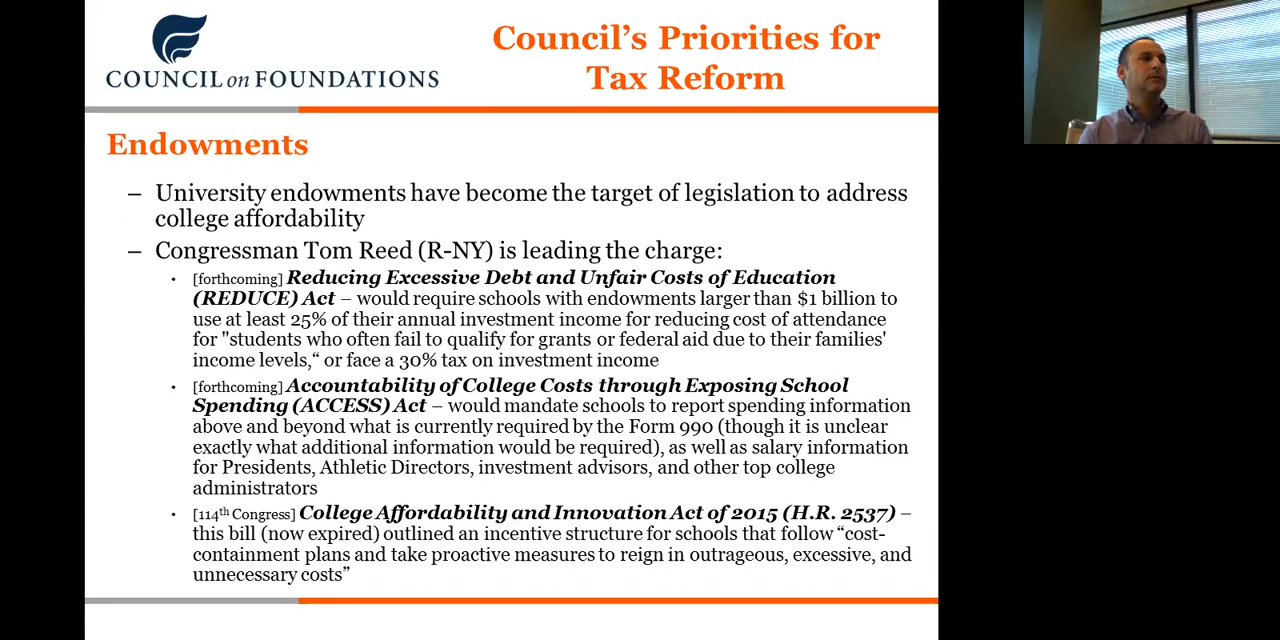 COUNCIL on FOUNDATIONS
Council's Priorities for
Tax Reform
Endowments
– University endowments have become the target of legislation to address
college affordability
– Congressman Tom Reed (R-NY) is leading the charge:
• [forthcoming] Reducing Excessive Debt and Unfair Costs of Education
(REDUCE) Act – would require schools with endowments larger than $1 billion to
use at least 25% of their annual investment income for reducing cost of attendance
for "students who often fail to qualify for grants or federal aid due to their families'
income levels,“ or face a 30% tax on investment income
• [forthcoming] Accountability of College Costs through Exposing School
Spending (ACCESS) Act – would mandate schools to report spending information
above and beyond what is currently required by the Form 990 (though it is unclear
exactly what additional information would be required), as well as salary information
for Presidents, Athletic Directors, investment advisors, and other top college
administrators
• [114th Congress] College Affordability and Innovation Act of 2015 (H.R. 2537) –
this bill (now expired) outlined an incentive structure for schools that follow “cost-
containment plans and take proactive measures to reign in outrageous, excessive, and
unnecessary costs”